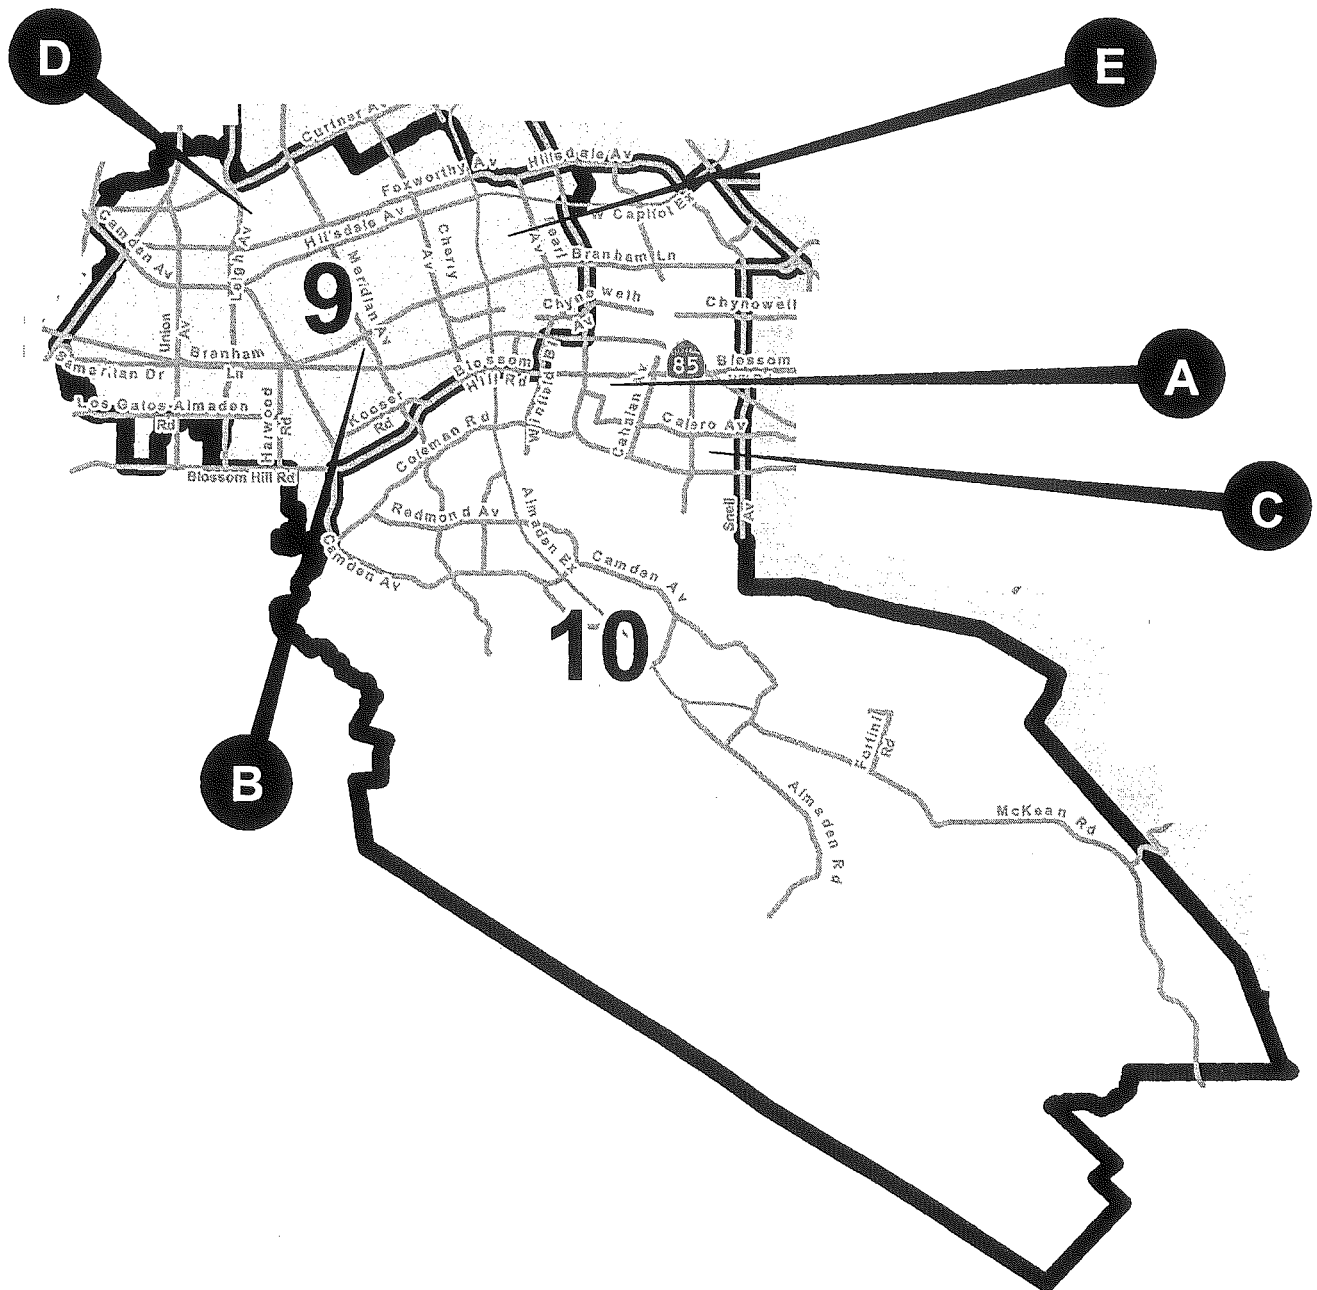 D
E
Curtner Av
Foxworthy Av
Hillsdale Av
W Capitol Ex
Camden Av
Hillsdale Av
Leigh Av
Cherry Av
Pearl Av
Branham Ln
9
Meridian Av
Chynoweth Av
Chynowell
Union Av
Branham Ln
Samaritan Dr
Blossom Hill Rd
Winfield Bl
85
Blossom
A
Los Gatos-Almaden Rd
Harwood Rd
Kooser Rd
Coleman Rd
Cahalan Av
Calero Av
Blossom Hill Rd
C
Snell Av
Redmond Av
Almaden Ex
Camden Av
Camden Av
10
B
Fortini Rd
Almaden Rd
McKean Rd